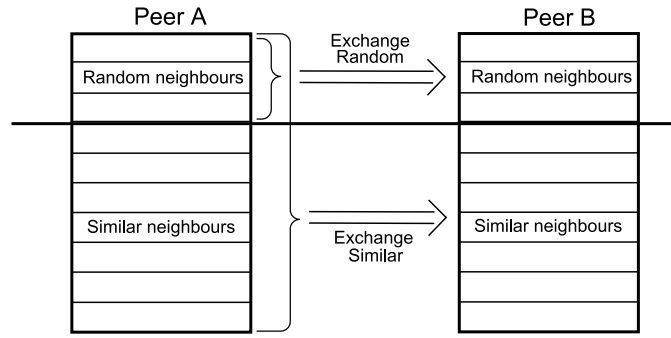 Peer A
Peer B
Exchange
Random
Random neighbours
Random neighbours
Similar neighbours
Similar neighbours
Exchange
Similar